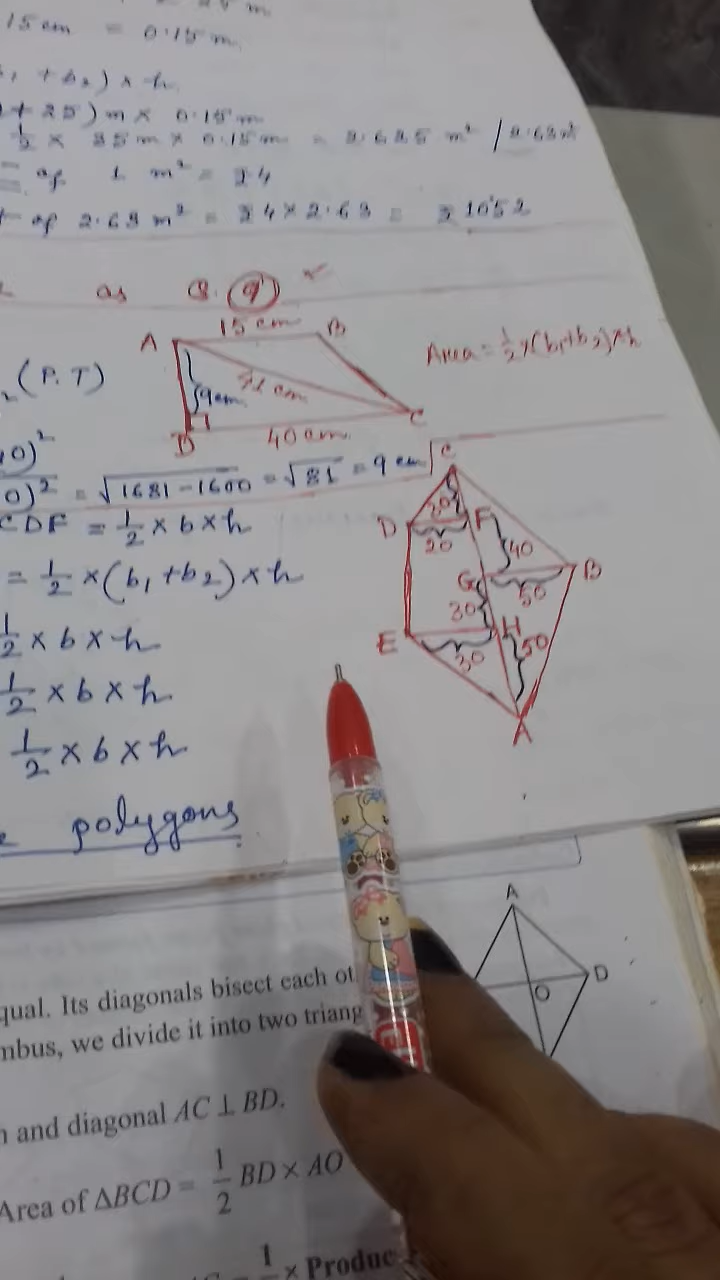 15 cm = 0.15 m
+ b₂) × h
+ 25) m × 0.15 m
½ × 35 m × 0.15 m = 2.625 m² / 2.63 m²
of 1 m² = ₹4
of 2.63 m² = ₹4 × 2.63 = ₹10.52
as Q. (9)
15 cm
A B
(P.T)
9 cm
41 cm
D C
40 cm
Area = ½ × (b₁ + b₂) × h
0)²
0)² = √1681 - 1600 = √81 = 9 cm
CDF = ½ × b × h
= ½ × (b₁ + b₂) × h
½ × b × h
½ × b × h
½ × b × h
C
D 20 F
20 40
G B
30 50
E H
30 50
A
polygons
A
qual. Its diagonals bisect each ot
D
O
mbus, we divide it into two triang
and diagonal AC ⊥ BD.
Area of ΔBCD = 1/2 BD × AO
1 × Produc